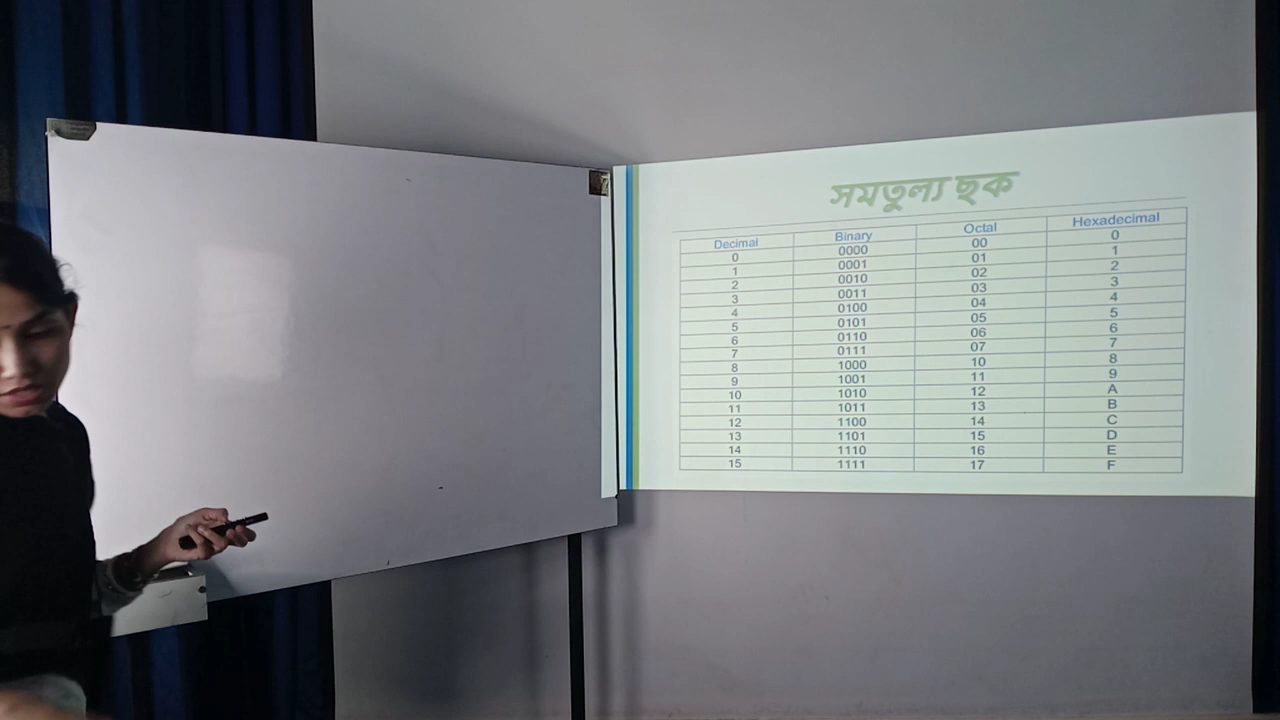 সমতুল্য ছক
Decimal Binary Octal Hexadecimal
0 0000 00 0
1 0001 01 1
2 0010 02 2
3 0011 03 3
4 0100 04 4
5 0101 05 5
6 0110 06 6
7 0111 07 7
8 1000 10 8
9 1001 11 9
10 1010 12 A
11 1011 13 B
12 1100 14 C
13 1101 15 D
14 1110 16 E
15 1111 17 F